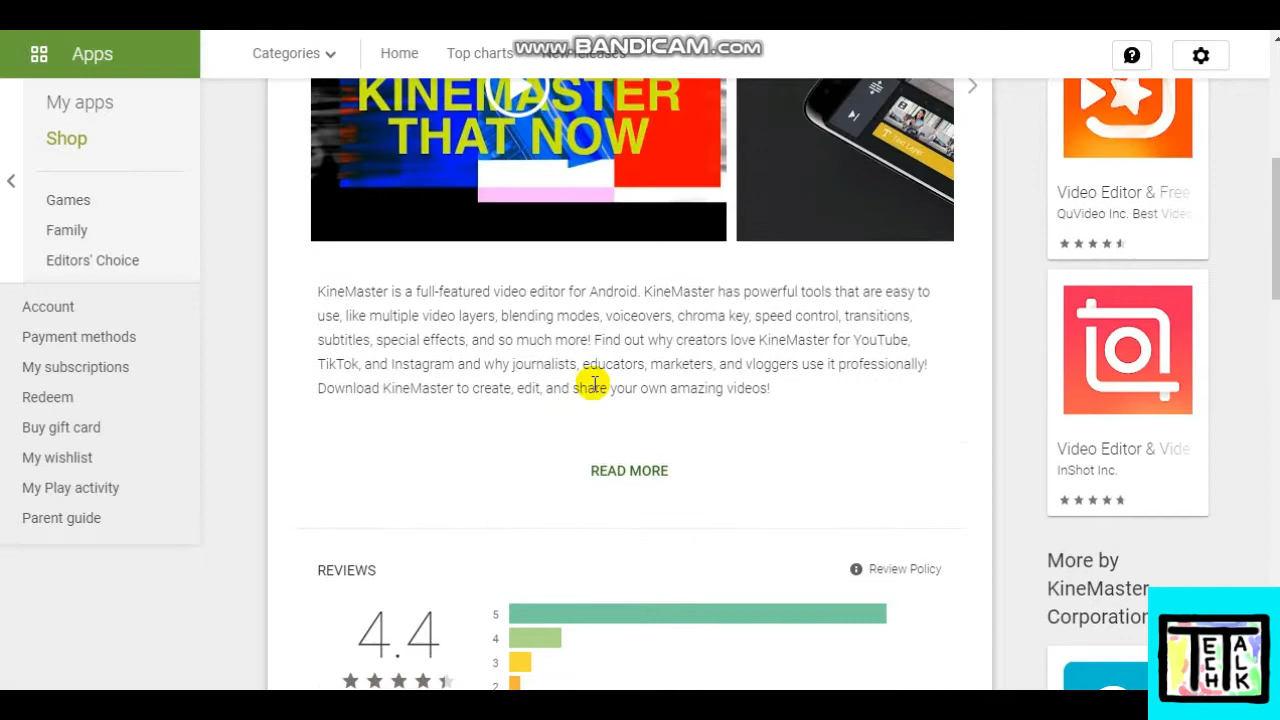 www.BANDICAM.com
Apps
Categories
Home
Top charts
New releases
My apps
Shop
Games
Family
Editors' Choice
Account
Payment methods
My subscriptions
Redeem
Buy gift card
My wishlist
My Play activity
Parent guide
KINEMASTER
THAT NOW
Text Layer
KineMaster is a full-featured video editor for Android. KineMaster has powerful tools that are easy to
use, like multiple video layers, blending modes, voiceovers, chroma key, speed control, transitions,
subtitles, special effects, and so much more! Find out why creators love KineMaster for YouTube,
TikTok, and Instagram and why journalists, educators, marketers, and vloggers use it professionally!
Download KineMaster to create, edit, and share your own amazing videos!
READ MORE
REVIEWS
Review Policy
4.4
5
4
3
2
Video Editor & Free
QuVideo Inc. Best Video
Video Editor & Vide
InShot Inc.
More by
KineMaster
Corporation
TECH
TALK